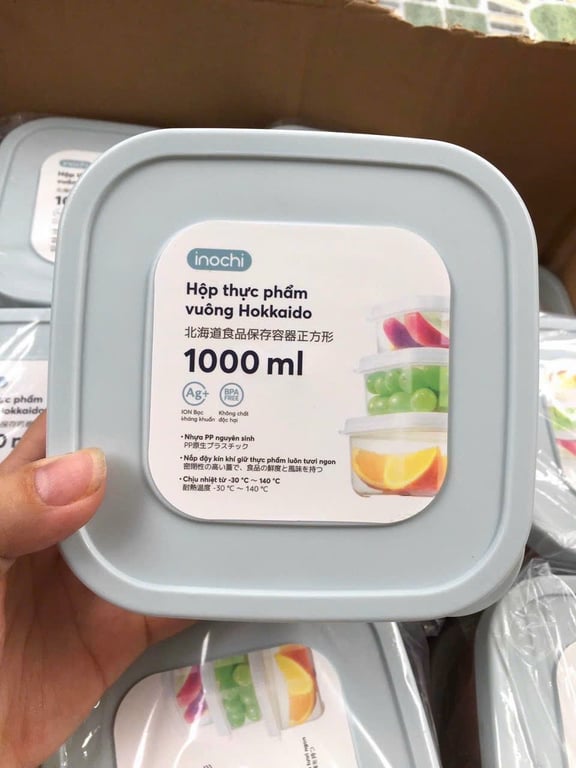 inochi
Hộp thực phẩm
vuông Hokkaido
北海道食品保存容器正方形
1000 ml
Ag+
BPA
FREE
ION Bạc
kháng khuẩn
Không chất
độc hại
• Nhựa PP nguyên sinh
PP原生プラスチック
• Nắp đậy kín khí giữ thực phẩm luôn tươi ngon
密閉性の高い蓋で、食品の鮮度と風味を持つ
• Chịu nhiệt từ -30 °C ~ 140 °C
耐熱温度 -30 °C ~ 140 °C
inochi